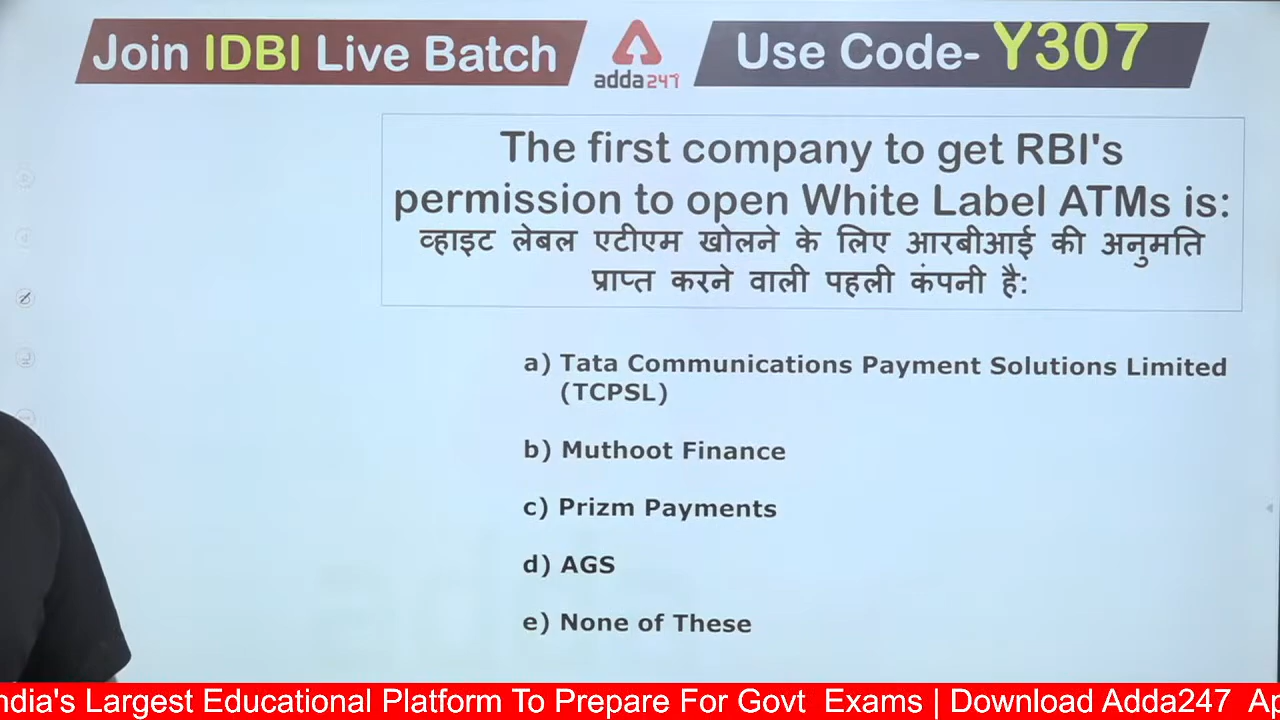 Join IDBI Live Batch
adda247
Use Code- Y307
The first company to get RBI's
permission to open White Label ATMs is:
व्हाइट लेबल एटीएम खोलने के लिए आरबीआई की अनुमति
प्राप्त करने वाली पहली कंपनी है:
a) Tata Communications Payment Solutions Limited
(TCPSL)
b) Muthoot Finance
c) Prizm Payments
d) AGS
e) None of These
ndia's Largest Educational Platform To Prepare For Govt Exams | Download Adda247 Ap